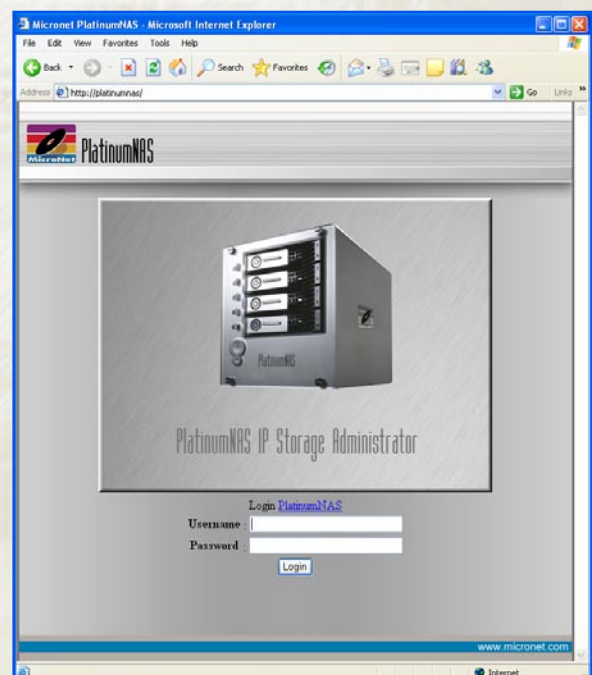 Micronet PlatinumNAS - Microsoft Internet Explorer
File Edit View Favorites Tools Help
Back Search Favorites
Address http://platinumnas/ Go Links »
MicroNet PlatinumNAS
PlatinumNAS
PlatinumNAS IP Storage Administrator
Login PlatinumNAS
Username :
Password :
Login
www.micronet.com
Internet